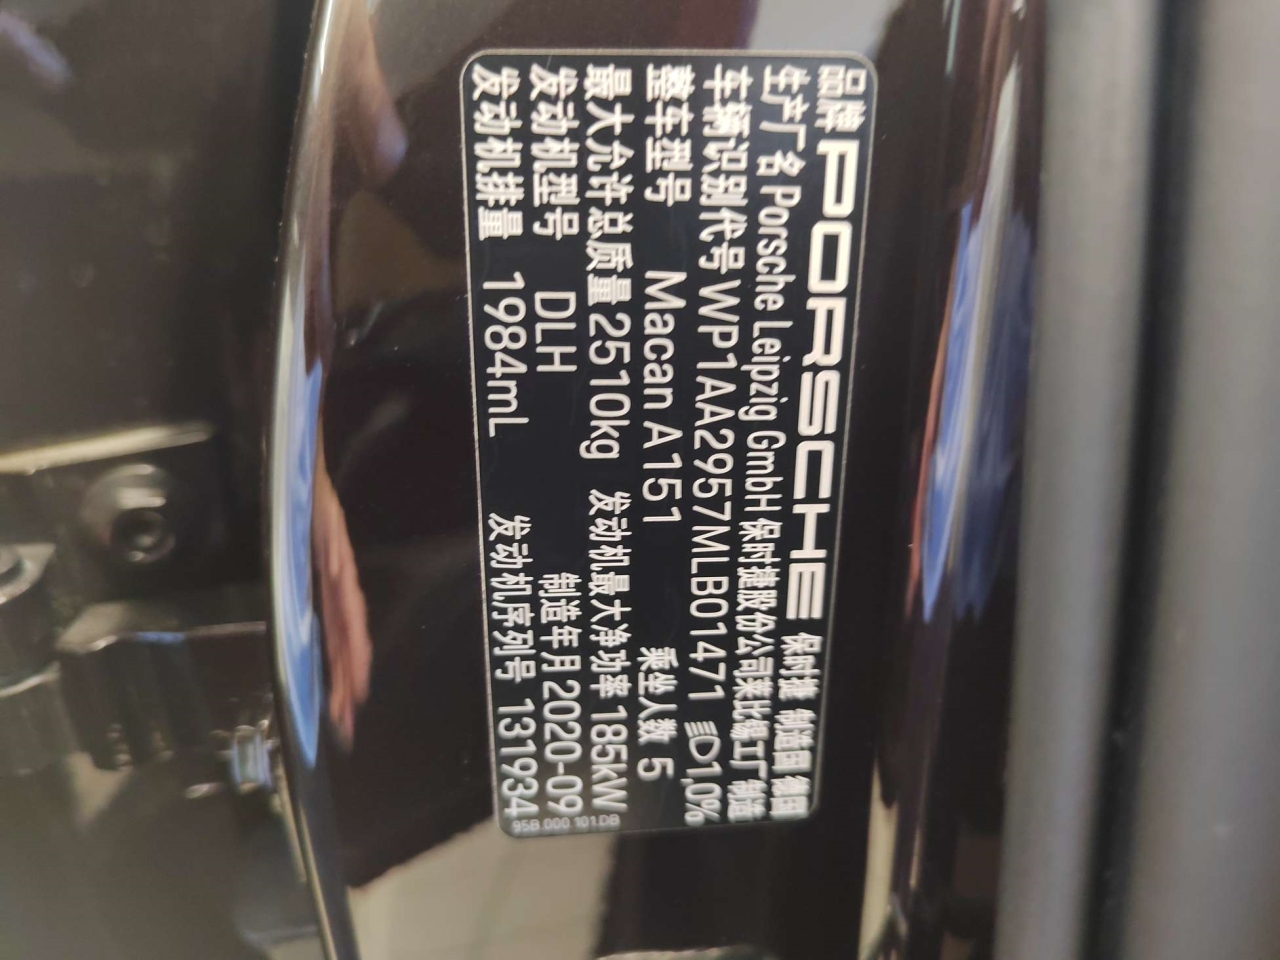 品牌 PORSCHE 保时捷 制造国 德国
生产厂名 Porsche Leipzig GmbH 保时捷股份公司莱比锡工厂制造
车辆识别代号 WP1AA2957MLB01471 1,0%
整车型号 Macan A151 乘坐人数 5
最大允许总质量 2510kg 发动机最大净功率 185kW
发动机型号 DLH 制造年月 2020-09
发动机排量 1984mL 发动机序列号 131934
95B.000.101.DB